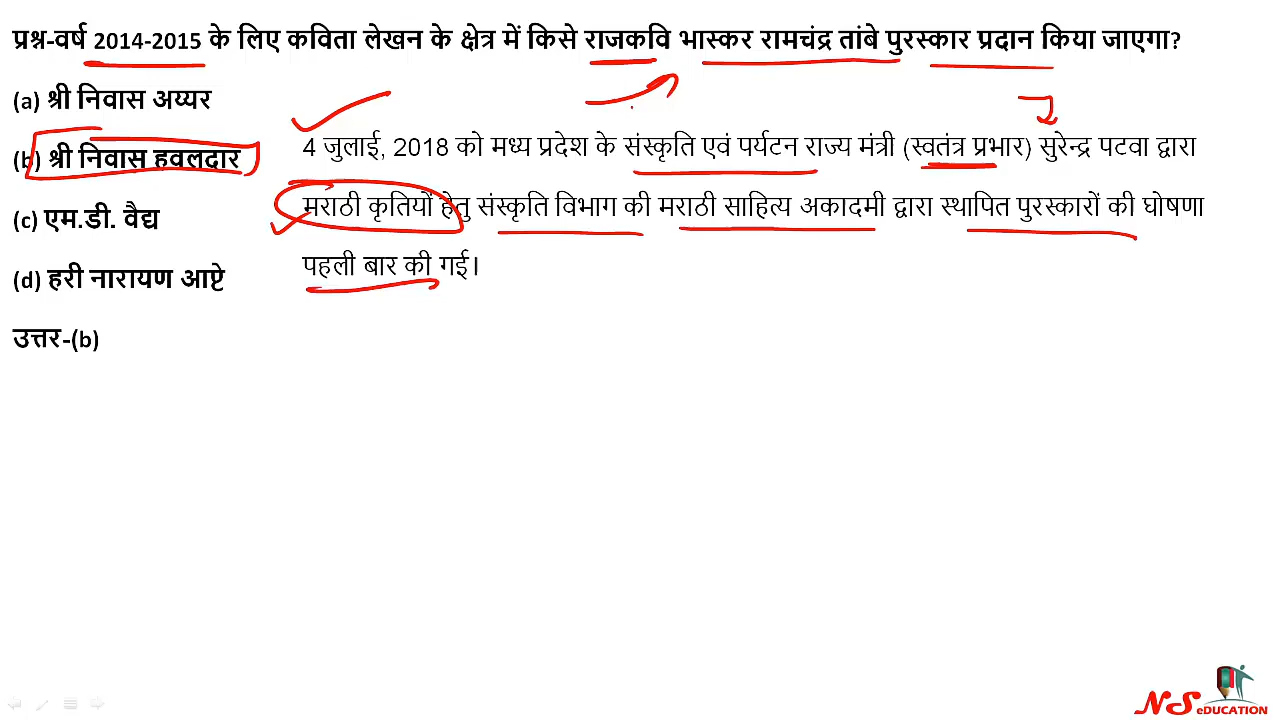 प्रश्न-वर्ष 2014-2015 के लिए कविता लेखन के क्षेत्र में किसे राजकवि भास्कर रामचंद्र तांबे पुरस्कार प्रदान किया जाएगा?
(a) श्री निवास अय्यर
(b) श्री निवास हवलदार
(c) एम.डी. वैद्य
(d) हरी नारायण आप्टे
उत्तर-(b)
4 जुलाई, 2018 को मध्य प्रदेश के संस्कृति एवं पर्यटन राज्य मंत्री (स्वतंत्र प्रभार) सुरेन्द्र पटवा द्वारा
मराठी कृतियों हेतु संस्कृति विभाग की मराठी साहित्य अकादमी द्वारा स्थापित पुरस्कारों की घोषणा
पहली बार की गई।
NS eDUCATION